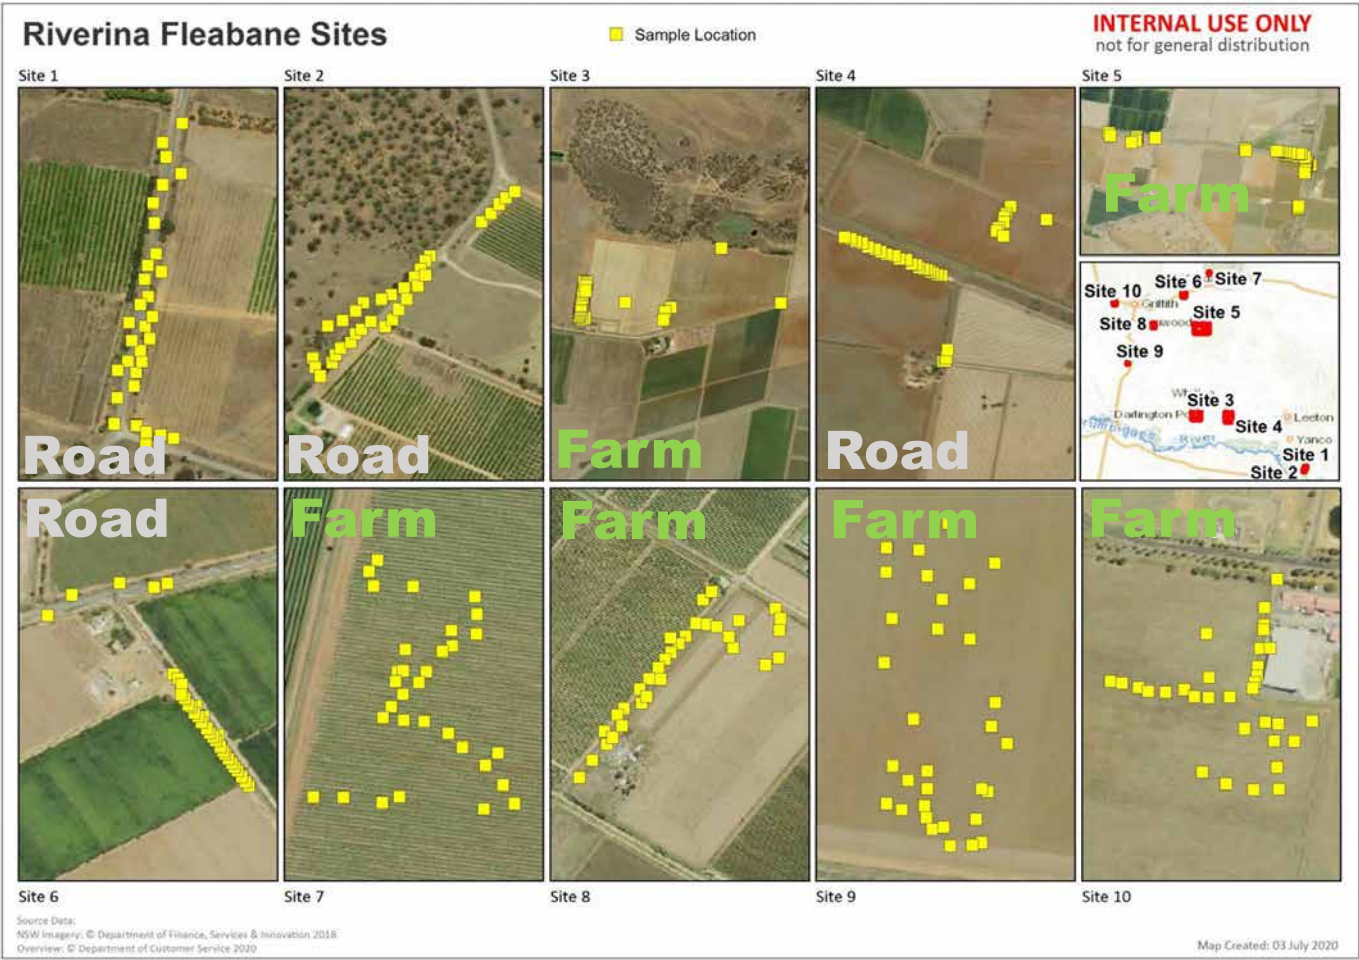 Riverina Fleabane Sites
Sample Location
INTERNAL USE ONLY
not for general distribution
Site 1
Site 2
Site 3
Site 4
Site 5
Farm
Site 6
Site 7
Site 10
Griffith
Site 5
Site 8
Site 9
Site 3
Darlington
Leeton
Site 4
River
Yanco
Site 1
Site 2
Road
Road
Farm
Road
Road
Farm
Farm
Farm
Farm
Site 6
Site 7
Site 8
Site 9
Site 10
Source Data:
NSW Imagery: © Department of Finance, Services & Innovation 2018
Overview: © Department of Customer Service 2020
Map Created: 03 July 2020